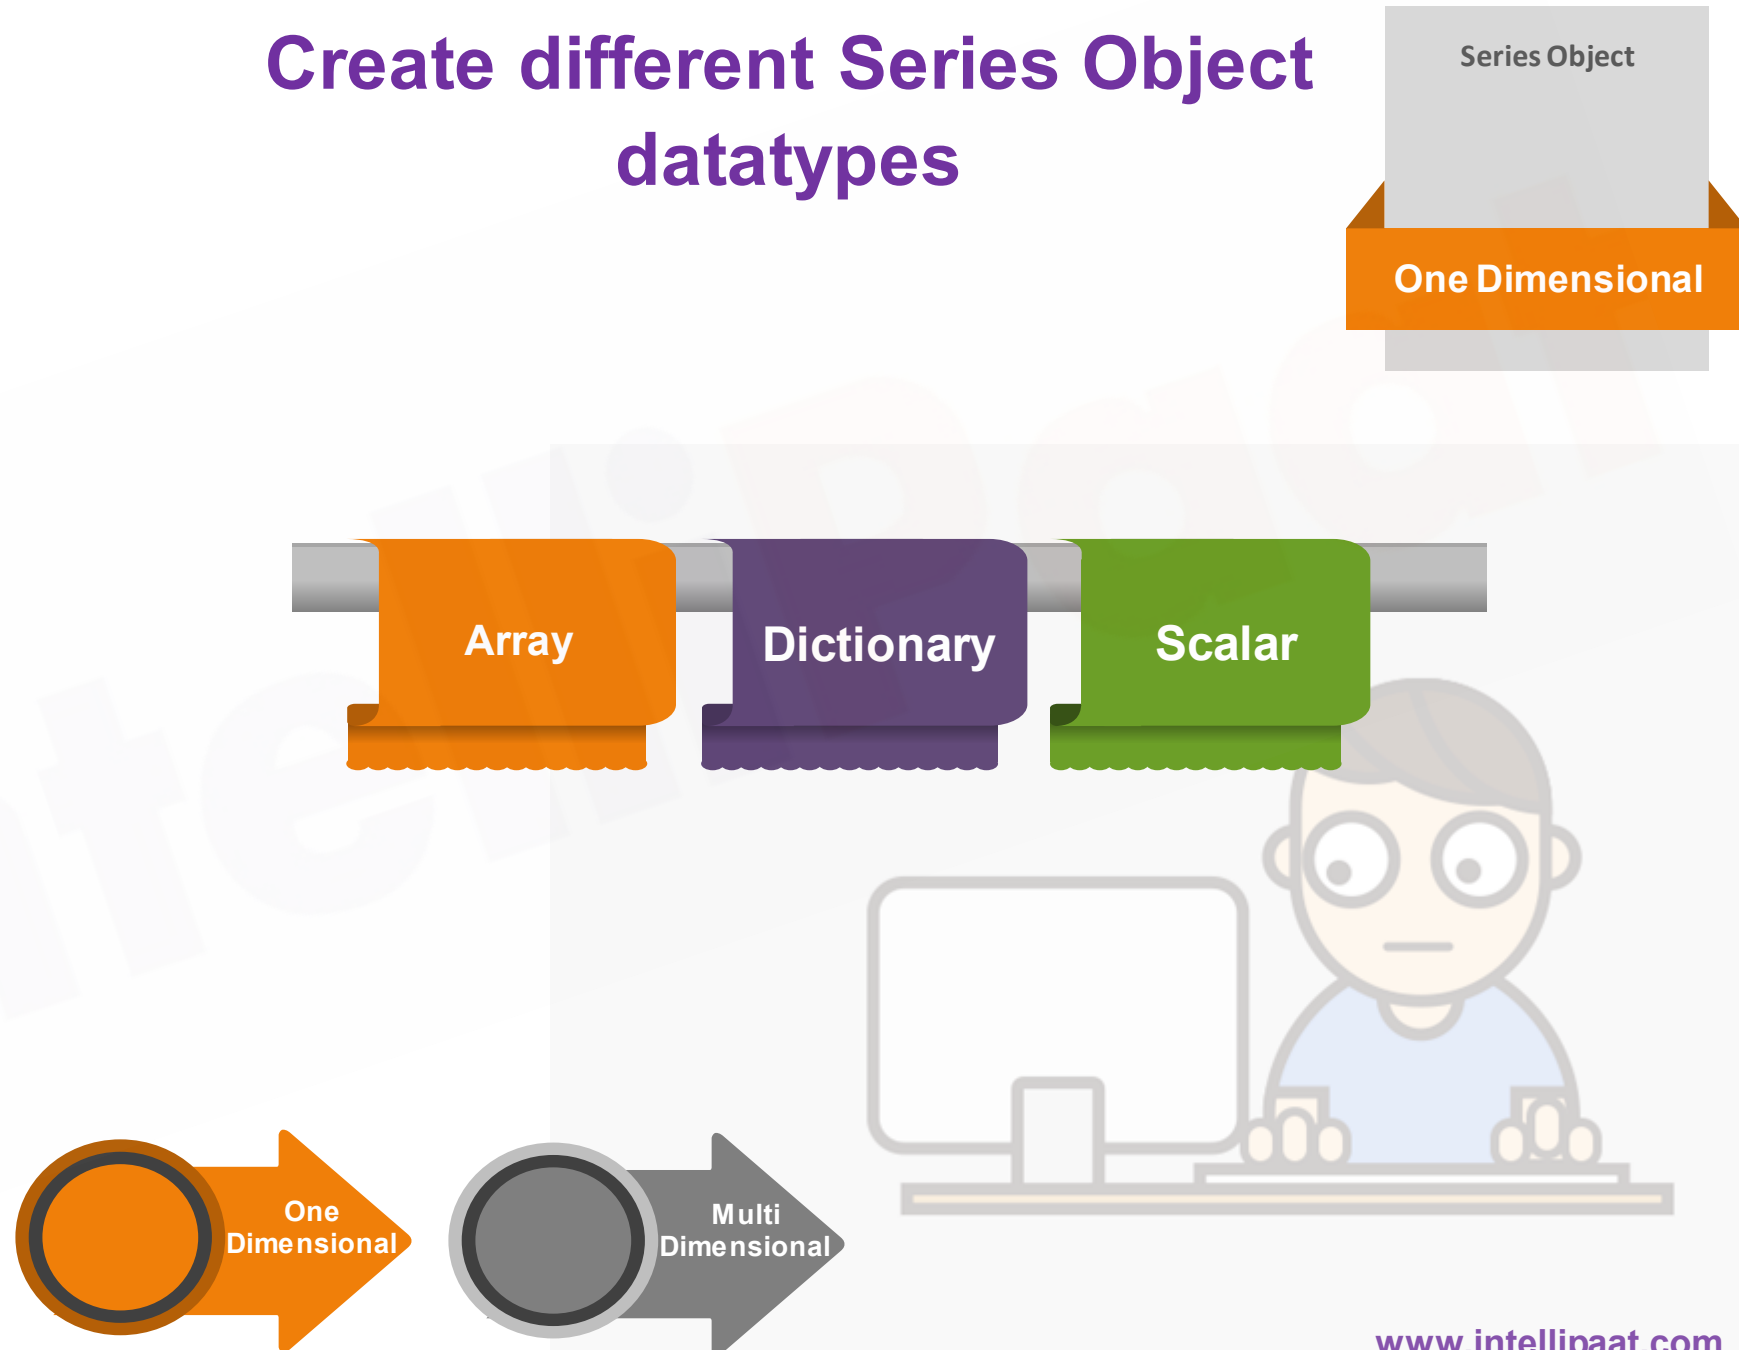 Create different Series Object
datatypes
Series Object
One Dimensional
Array
Dictionary
Scalar
One
Dimensional
Multi
Dimensional
www.intellipaat.com
IntelliPaat